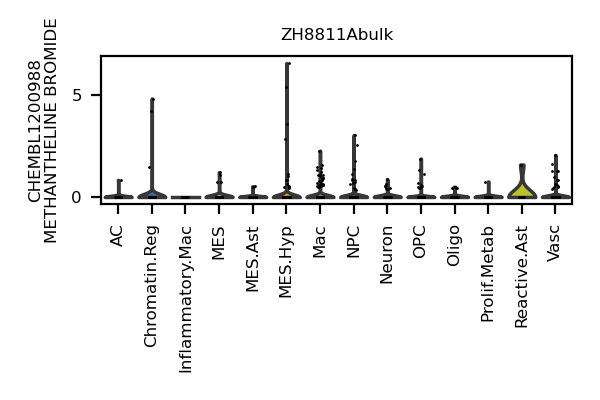 ZH8811Abulk
CHEMBL1200988
METHANTHELINE BROMIDE
5
0
AC
Chromatin.Reg
Inflammatory.Mac
MES
MES.Ast
MES.Hyp
Mac
NPC
Neuron
OPC
Oligo
Prolif.Metab
Reactive.Ast
Vasc